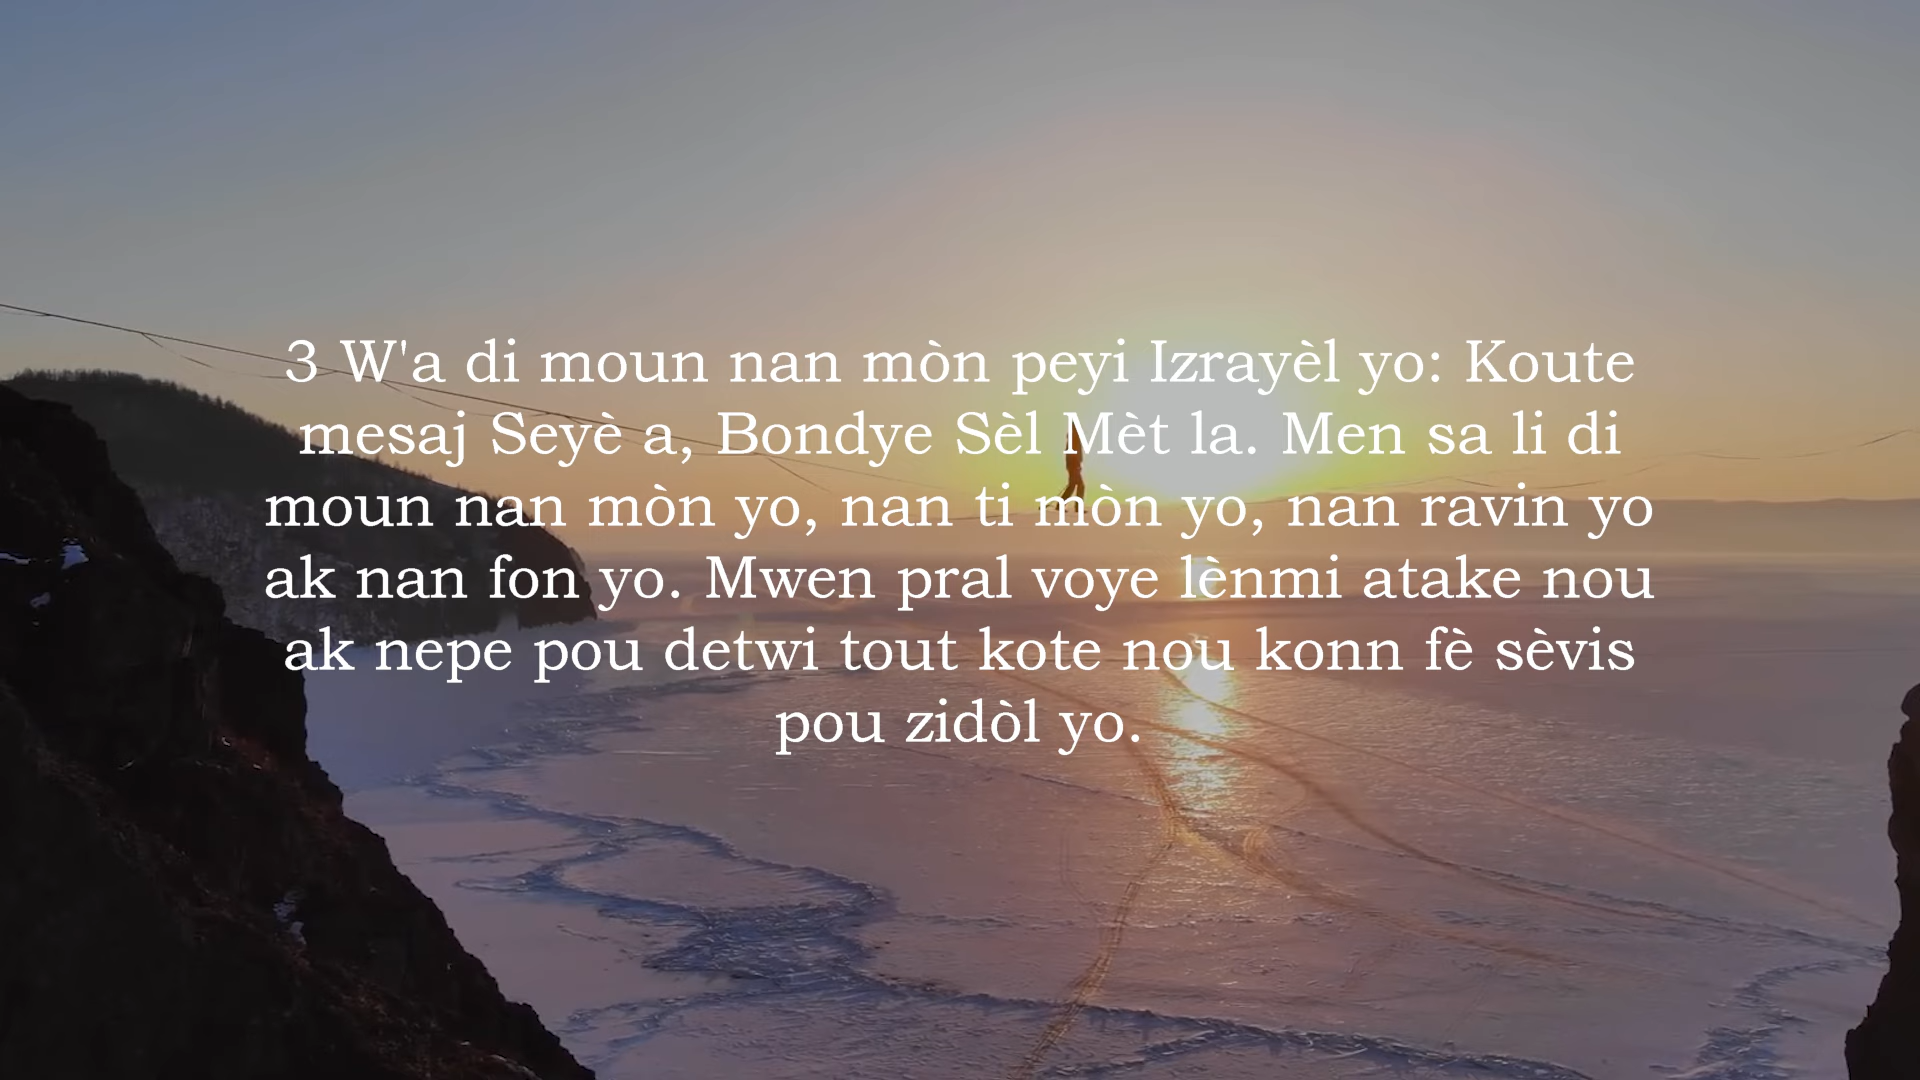 3 W'a di moun nan mòn peyi Izrayèl yo: Koute
mesaj Seyè a, Bondye Sèl Mèt la. Men sa li di
moun nan mòn yo, nan ti mòn yo, nan ravin yo
ak nan fon yo. Mwen pral voye lènmi atake nou
ak nepe pou detwi tout kote nou konn fè sèvis
pou zidòl yo.